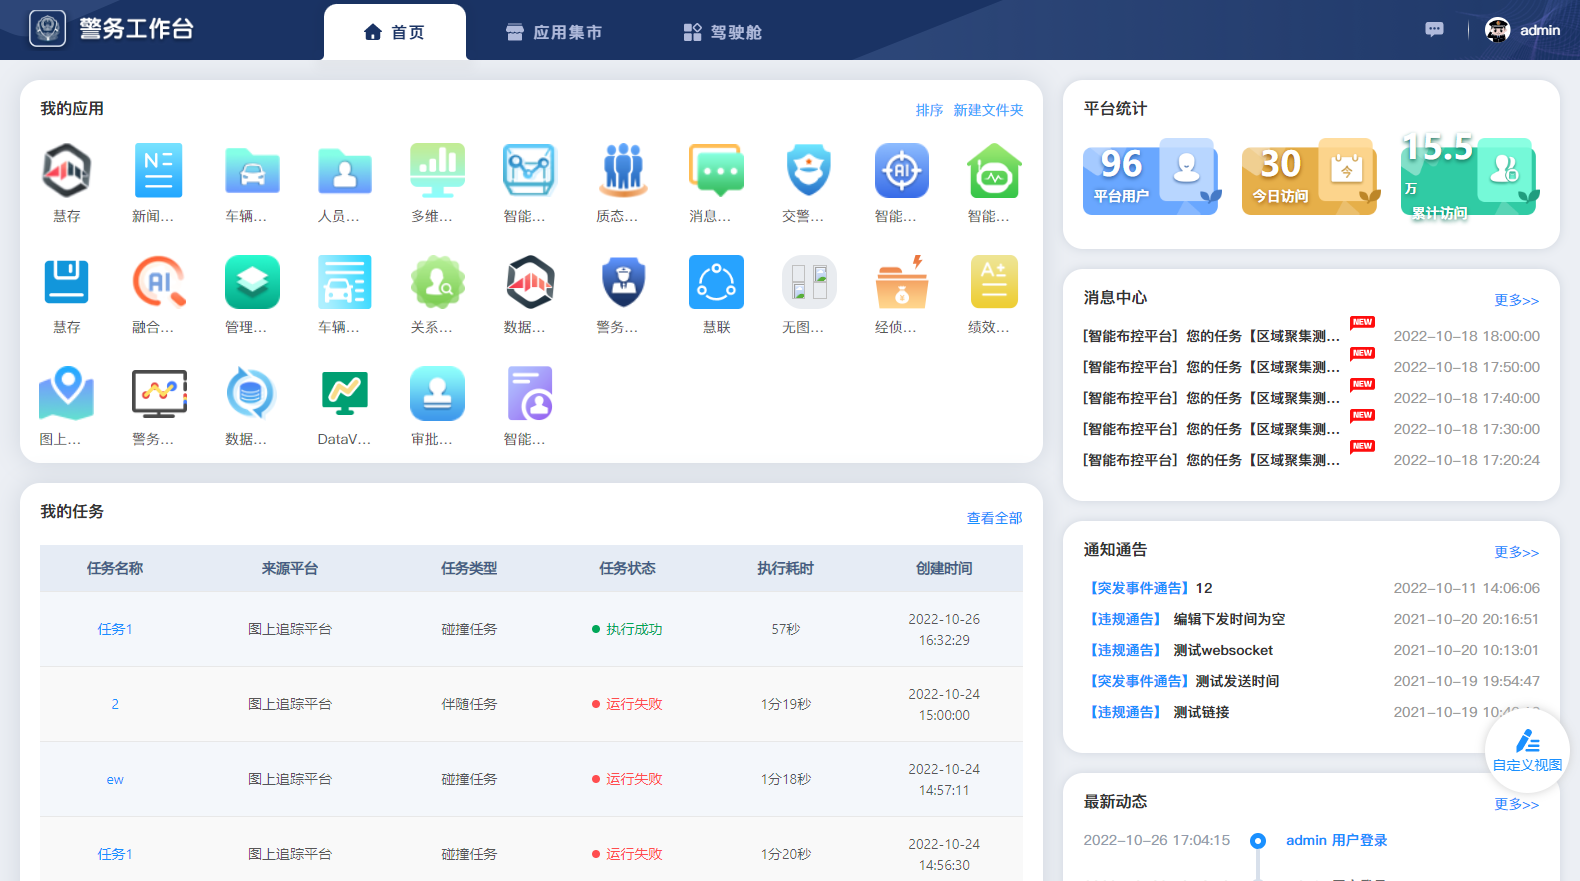 警务工作台
首页
应用集市
驾驶舱
admin
我的应用
排序 新建文件夹
慧存 新闻... 车辆... 人员... 多维... 智能... 质态... 消息... 交警... 智能... 智能...
慧存 融合... 管理... 车辆... 关系... 数据... 警务... 慧联 无图... 经侦... 绩效...
图上... 警务... 数据... DataV... 审批... 智能...
我的任务
查看全部
任务名称 来源平台 任务类型 任务状态 执行耗时 创建时间
任务1 图上追踪平台 碰撞任务 执行成功 57秒 2022-10-26 16:32:29
2 图上追踪平台 伴随任务 运行失败 1分19秒 2022-10-24 15:00:00
ew 图上追踪平台 碰撞任务 运行失败 1分18秒 2022-10-24 14:57:11
任务1 图上追踪平台 碰撞任务 运行失败 1分20秒 2022-10-24 14:56:30
平台统计
96
平台用户
30
今日访问
今
15.5
万
累计访问
消息中心
更多>>
[智能布控平台] 您的任务【区域聚集测... NEW 2022-10-18 18:00:00
[智能布控平台] 您的任务【区域聚集测... NEW 2022-10-18 17:50:00
[智能布控平台] 您的任务【区域聚集测... NEW 2022-10-18 17:40:00
[智能布控平台] 您的任务【区域聚集测... NEW 2022-10-18 17:30:00
[智能布控平台] 您的任务【区域聚集测... NEW 2022-10-18 17:20:24
通知通告
更多>>
【突发事件通告】12 2022-10-11 14:06:06
【违规通告】 编辑下发时间为空 2021-10-20 20:16:51
【违规通告】 测试websocket 2021-10-20 10:13:01
【突发事件通告】测试发送时间 2021-10-19 19:54:47
【违规通告】 测试链接 2021-10-19
自定义视图
最新动态
更多>>
2022-10-26 17:04:15 admin 用户登录